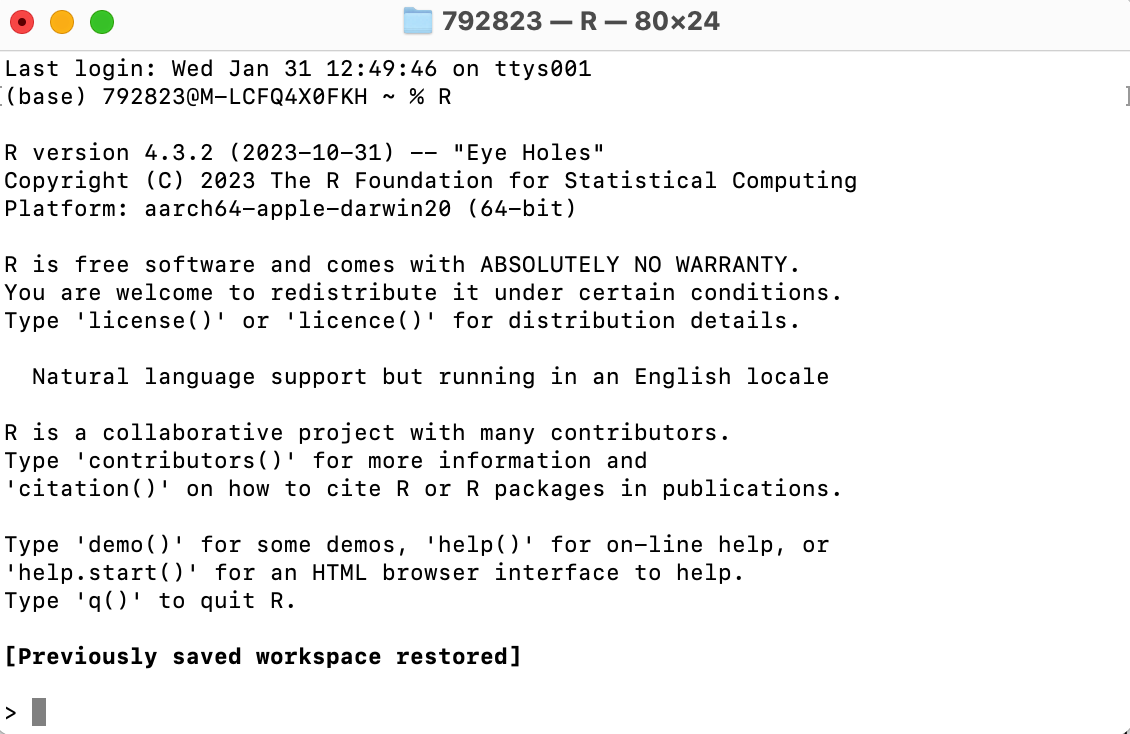 792823 — R — 80×24
Last login: Wed Jan 31 12:49:46 on ttys001
(base) 792823@M-LCFQ4X0FKH ~ % R
R version 4.3.2 (2023-10-31) -- "Eye Holes"
Copyright (C) 2023 The R Foundation for Statistical Computing
Platform: aarch64-apple-darwin20 (64-bit)
R is free software and comes with ABSOLUTELY NO WARRANTY.
You are welcome to redistribute it under certain conditions.
Type 'license()' or 'licence()' for distribution details.
Natural language support but running in an English locale
R is a collaborative project with many contributors.
Type 'contributors()' for more information and
'citation()' on how to cite R or R packages in publications.
Type 'demo()' for some demos, 'help()' for on-line help, or
'help.start()' for an HTML browser interface to help.
Type 'q()' to quit R.
[Previously saved workspace restored]
>